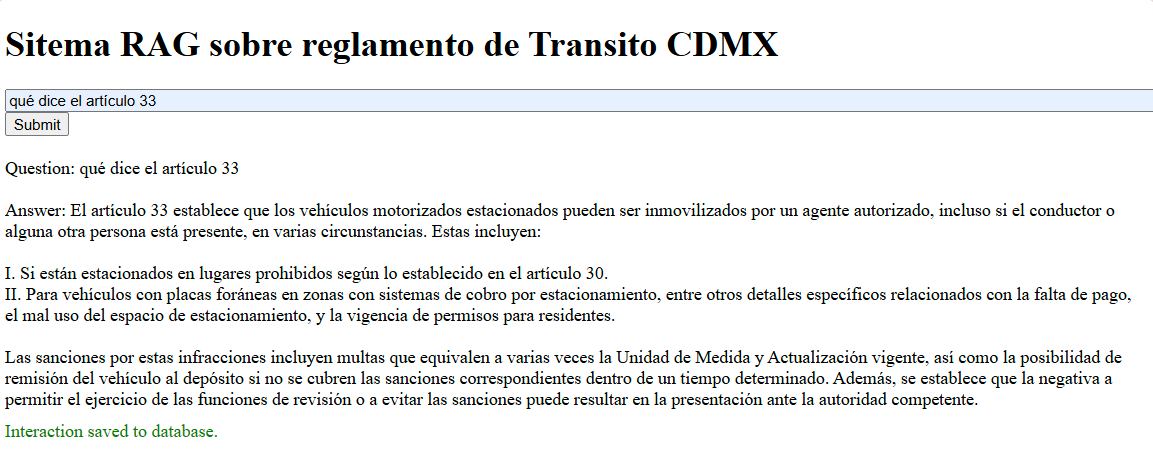 Sitema RAG sobre reglamento de Transito CDMX
qué dice el artículo 33
Submit
Question: qué dice el artículo 33
Answer: El artículo 33 establece que los vehículos motorizados estacionados pueden ser inmovilizados por un agente autorizado, incluso si el conductor o
alguna otra persona está presente, en varias circunstancias. Estas incluyen:
I. Si están estacionados en lugares prohibidos según lo establecido en el artículo 30.
II. Para vehículos con placas foráneas en zonas con sistemas de cobro por estacionamiento, entre otros detalles específicos relacionados con la falta de pago,
el mal uso del espacio de estacionamiento, y la vigencia de permisos para residentes.
Las sanciones por estas infracciones incluyen multas que equivalen a varias veces la Unidad de Medida y Actualización vigente, así como la posibilidad de
remisión del vehículo al depósito si no se cubren las sanciones correspondientes dentro de un tiempo determinado. Además, se establece que la negativa a
permitir el ejercicio de las funciones de revisión o a evitar las sanciones puede resultar en la presentación ante la autoridad competente.
Interaction saved to database.